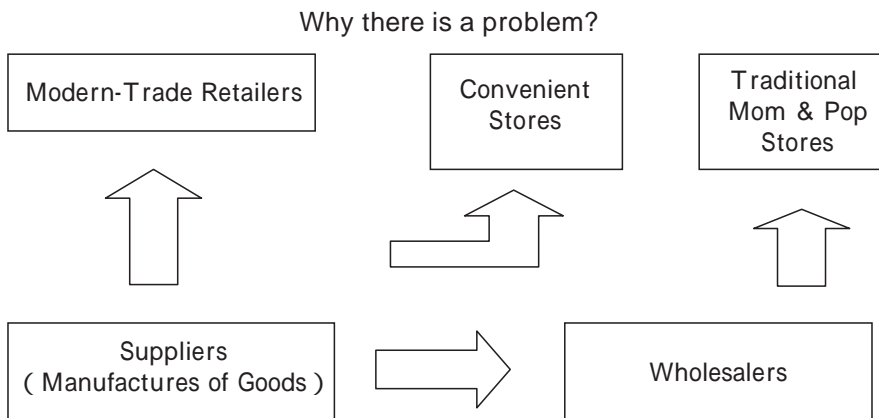 Why there is a problem?
Modern-Trade Retailers
Convenient
Stores
Traditional
Mom & Pop
Stores
Suppliers
( Manufactures of Goods )
Wholesalers